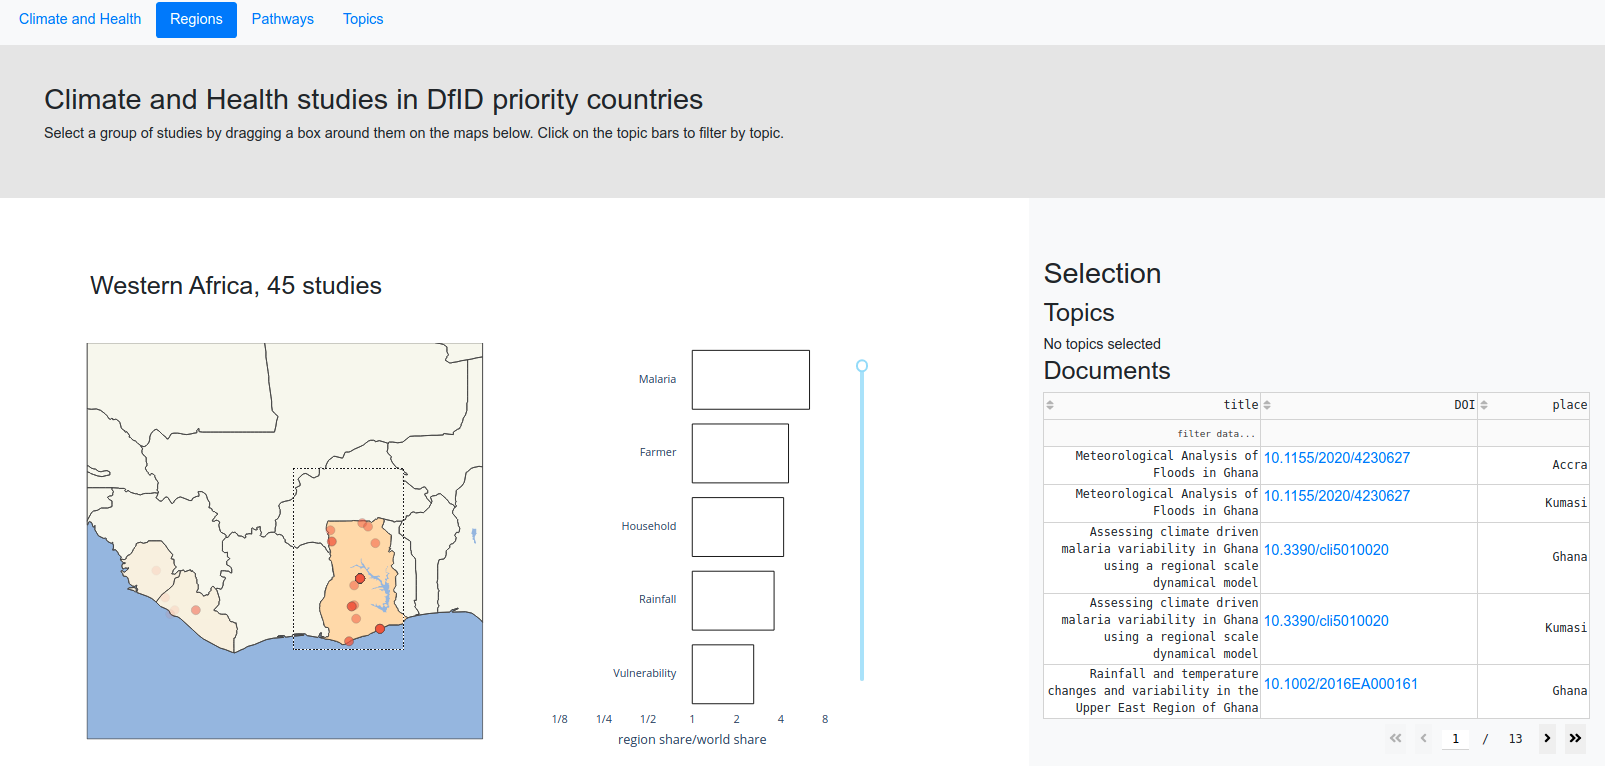 Climate and Health
Regions
Pathways
Topics
Climate and Health studies in DfID priority countries
Select a group of studies by dragging a box around them on the maps below. Click on the topic bars to filter by topic.
Western Africa, 45 studies
Malaria
Farmer
Household
Rainfall
Vulnerability
1/8 1/4 1/2 1 2 4 8
region share/world share
Selection
Topics
No topics selected
Documents
title DOI place
filter data...
Meteorological Analysis of
Floods in Ghana
10.1155/2020/4230627
Accra
Meteorological Analysis of
Floods in Ghana
10.1155/2020/4230627
Kumasi
Assessing climate driven
malaria variability in Ghana
using a regional scale
dynamical model
10.3390/cli5010020
Ghana
Assessing climate driven
malaria variability in Ghana
using a regional scale
dynamical model
10.3390/cli5010020
Kumasi
Rainfall and temperature
changes and variability in the
Upper East Region of Ghana
10.1002/2016EA000161
Ghana
1 / 13